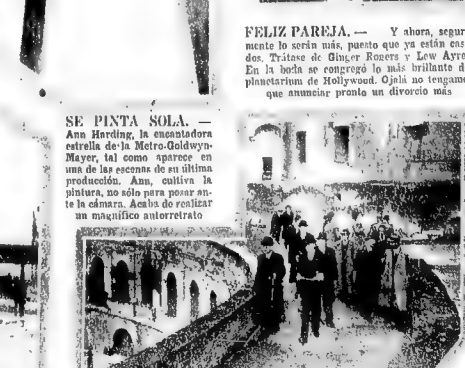 FELIZ PAREJA. — Y ahora, segur
mente lo serán más, puesto que ya están cas
dos. Trátase de Ginger Rogers y Lew Ayre
En la boda se congregó lo más brillante d
planetarium de Hollywood. Ojalá no tengamo
que anunciar pronto un divorcio más
SE PINTA SOLA. —
Ann Harding, la encantadora
estrella de la Metro-Goldwyn-
Mayer, tal como aparece en
una de las escenas de su última
producción. Ann, cultiva la
pintura, no sólo para posar an-
te la cámara. Acaba de realizar
un magnífico autorretrato